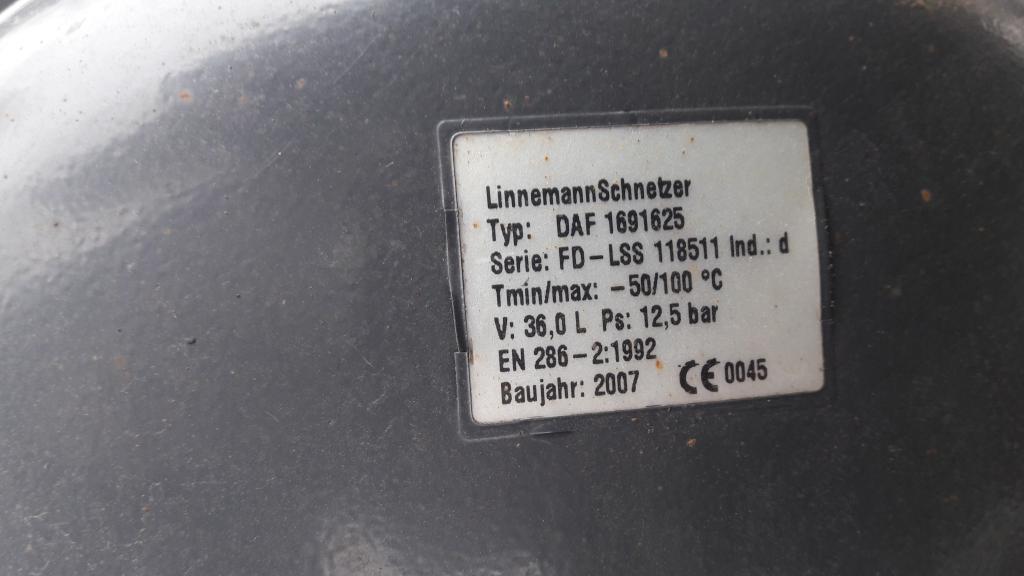 LinnemannSchnetzer
Typ: DAF 1691625
Serie: FD-LSS 118511 Ind.: d
Tmin/max: -50/100 °C
V: 36,0 L Ps: 12,5 bar
EN 286-2:1992
Baujahr: 2007 CE 0045